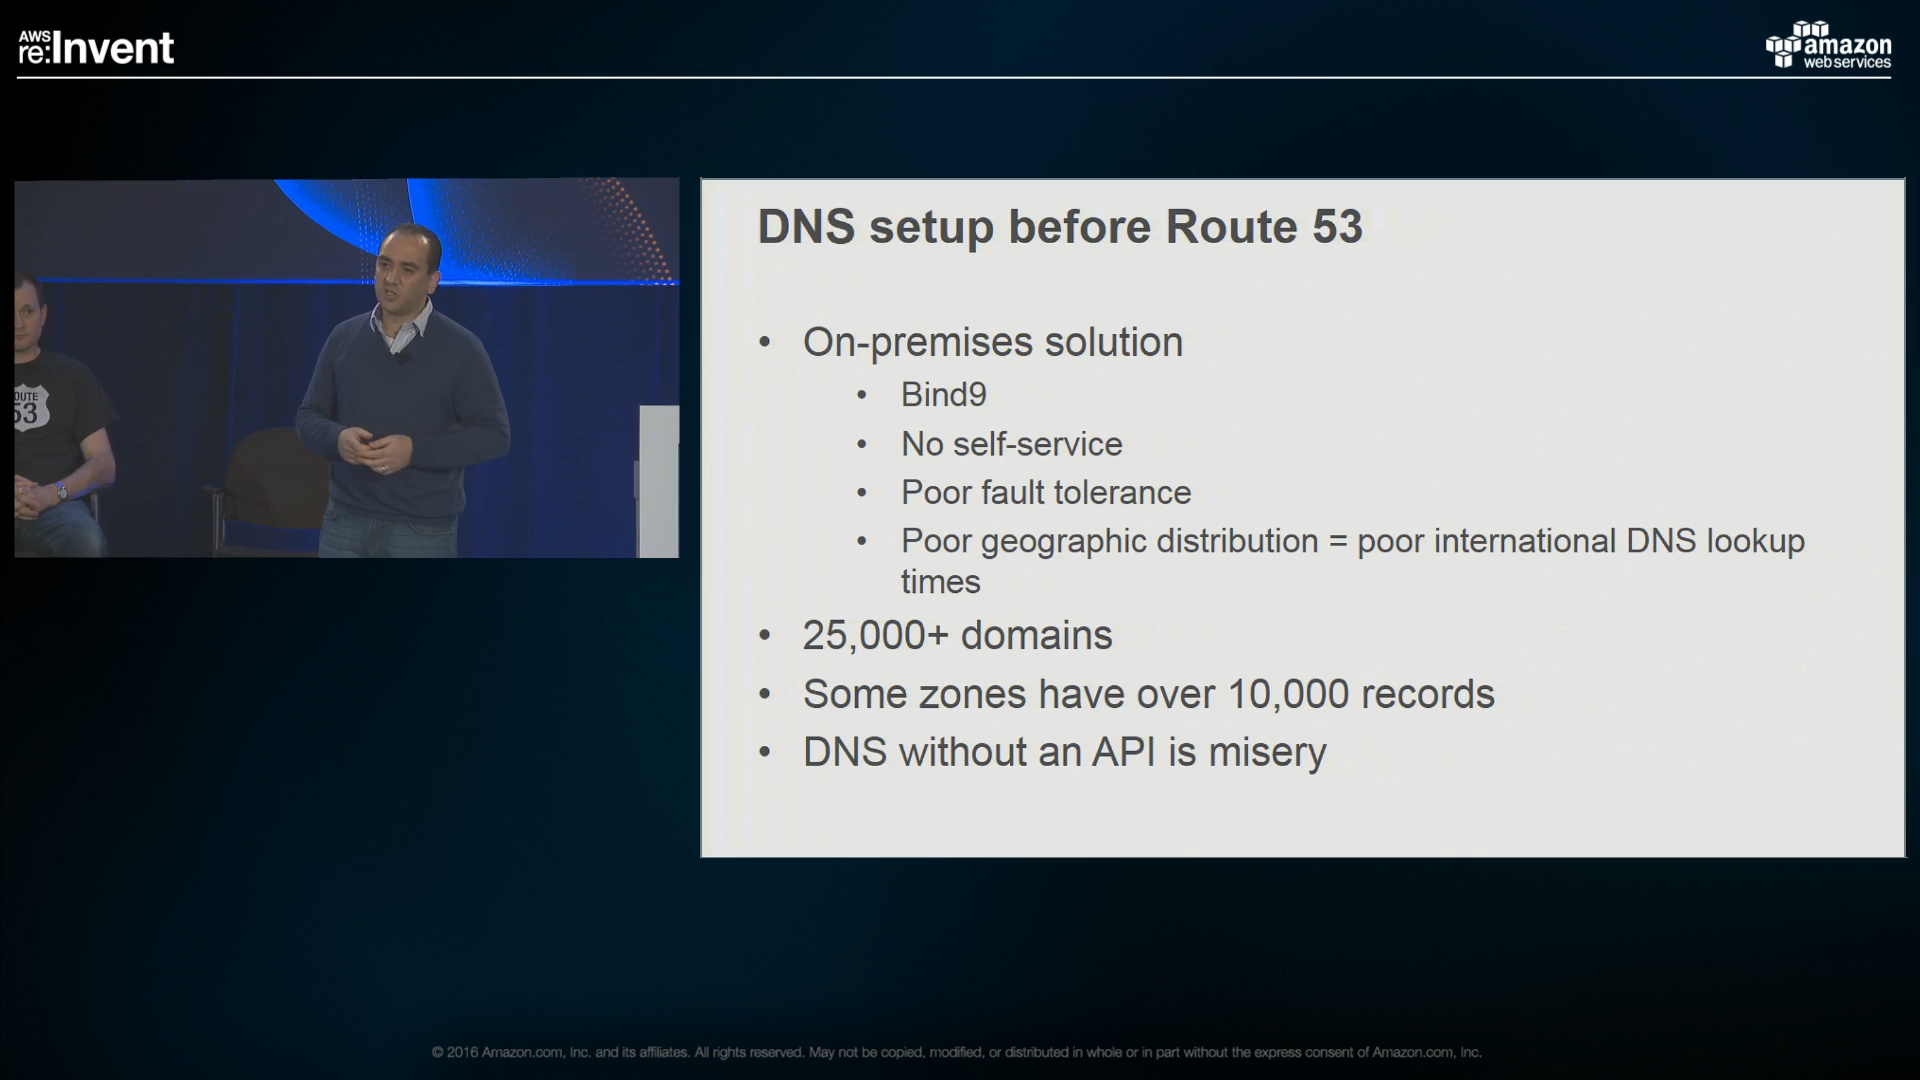 AWS
re:Invent
amazon
web services
OUTE
53
DNS setup before Route 53
• On-premises solution
• Bind9
• No self-service
• Poor fault tolerance
• Poor geographic distribution = poor international DNS lookup
times
• 25,000+ domains
• Some zones have over 10,000 records
• DNS without an API is misery
© 2016 Amazon.com, Inc. and its affiliates. All rights reserved. May not be copied, modified, or distributed in whole or in part without the express consent of Amazon.com, Inc.